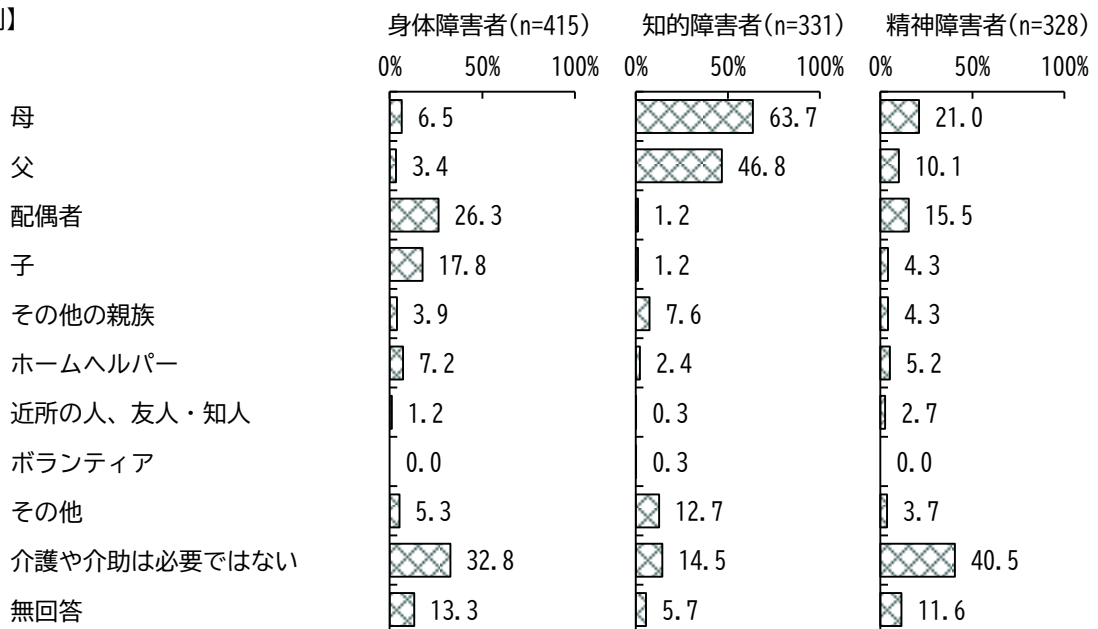 】
身体障害者(n=415) 知的障害者(n=331) 精神障害者(n=328)
0% 50% 100% 0% 50% 100% 0% 50% 100%
母 6.5 63.7 21.0
父 3.4 46.8 10.1
配偶者 26.3 1.2 15.5
子 17.8 1.2 4.3
その他の親族 3.9 7.6 4.3
ホームヘルパー 7.2 2.4 5.2
近所の人、友人・知人 1.2 0.3 2.7
ボランティア 0.0 0.3 0.0
その他 5.3 12.7 3.7
介護や介助は必要ではない 32.8 14.5 40.5
無回答 13.3 5.7 11.6